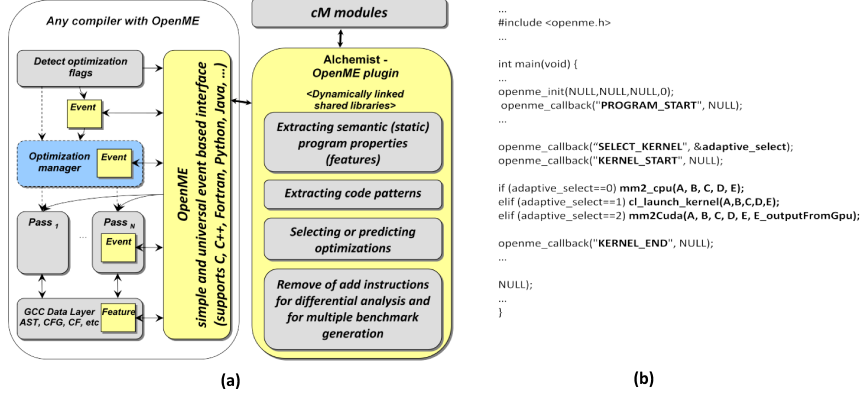 Any compiler with OpenME
Detect optimization
flags
Event
Optimization
manager
Event
Pass 1
...
Pass N
Event
GCC Data Layer
AST, CFG, CF, etc
Feature
OpenME
simple and universal event based interface
(supports C, C++, Fortran, Python, Java, ...)
cM modules
Alchemist -
OpenME plugin
<Dynamically linked
shared libraries>
Extracting semantic (static)
program properties
(features)
Extracting code patterns
Selecting or predicting
optimizations
Remove of add instructions
for differential analysis and
for multiple benchmark
generation
(a)
...
#include <openme.h>
...
int main(void) {
...
openme_init(NULL,NULL,NULL,0);
openme_callback("PROGRAM_START", NULL);
...
openme_callback(“SELECT_KERNEL", &adaptive_select);
openme_callback("KERNEL_START", NULL);
if (adaptive_select==0) mm2_cpu(A, B, C, D, E);
elif (adaptive_select==1) cl_launch_kernel(A,B,C,D,E);
elif (adaptive_select==2) mm2Cuda(A, B, C, D, E, E_outputFromGpu);
openme_callback("KERNEL_END", NULL);
...
NULL);
...
}
(b)